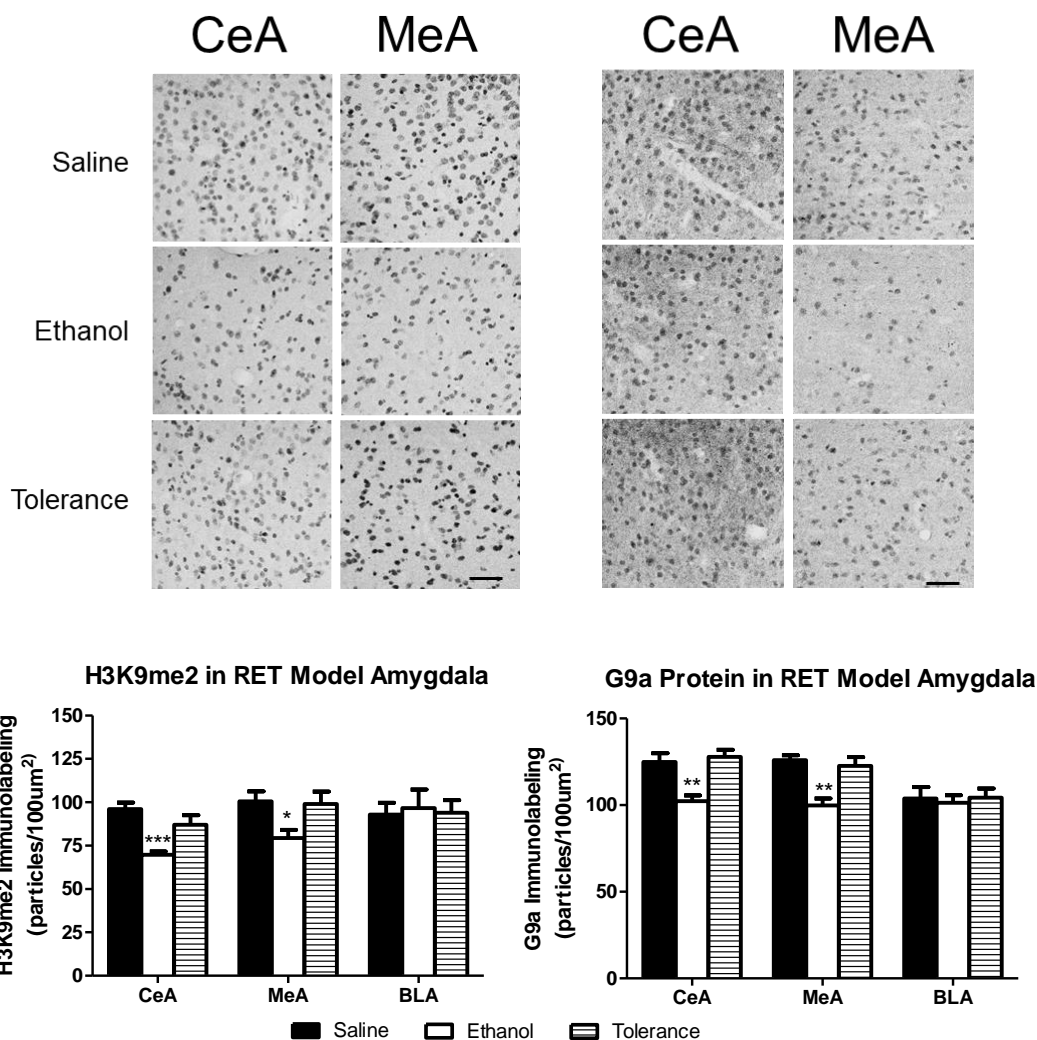 CeA MeA CeA MeA
Saline
Ethanol
Tolerance
H3K9me2 in RET Model Amygdala
H3K9me2 Immunolabeling
(particles/100um²)
150
125
100
75
50
25
0
***
*
CeA MeA BLA
G9a Protein in RET Model Amygdala
G9a Immunolabeling
(particles/100um²)
150
100
50
0
**
**
CeA MeA BLA
Saline Ethanol Tolerance